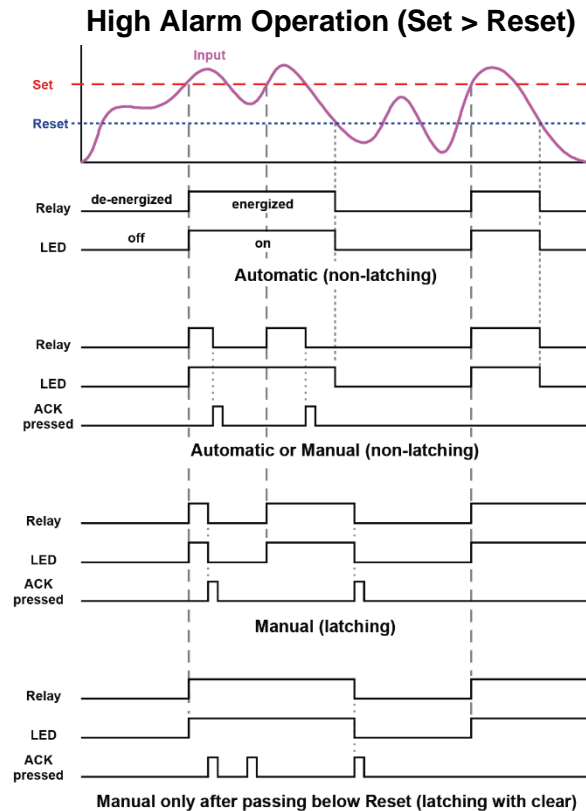 High Alarm Operation (Set > Reset)
Input
Set
Reset
de-energized
energized
Relay
off
on
LED
Automatic (non-latching)
Relay
LED
ACK
pressed
Automatic or Manual (non-latching)
Relay
LED
ACK
pressed
Manual (latching)
Relay
LED
ACK
pressed
Manual only after passing below Reset (latching with clear)